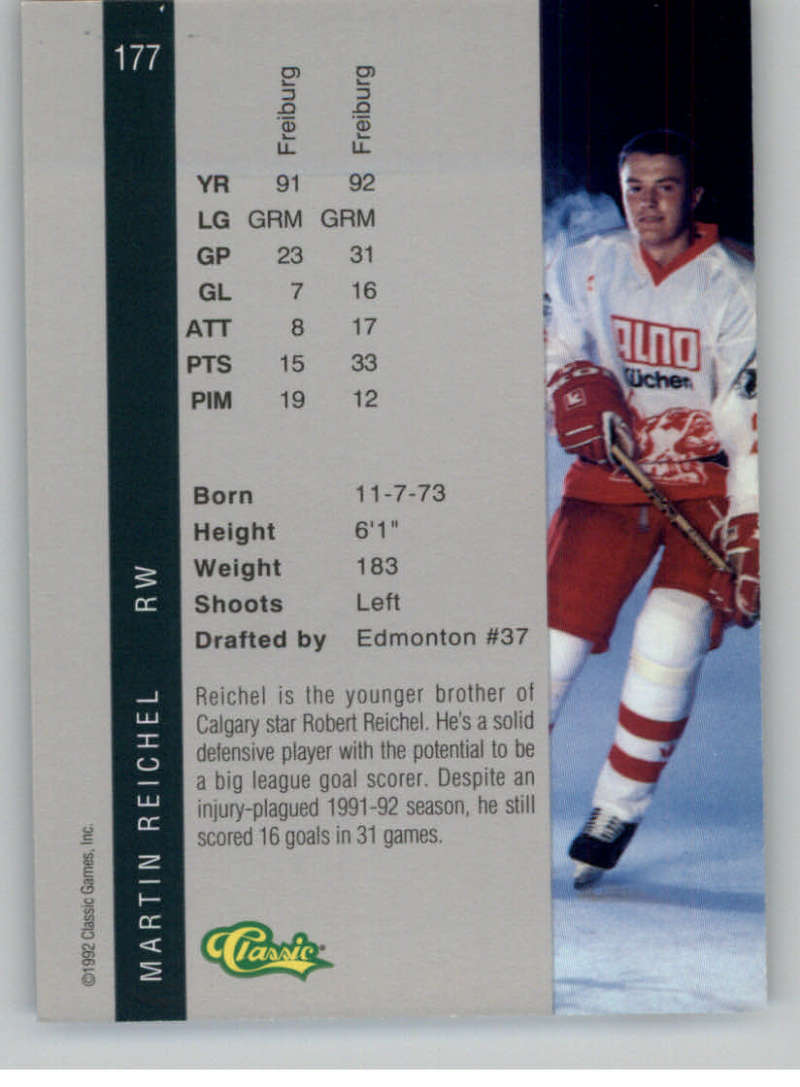 177
Freiburg Freiburg
YR 91 92
LG GRM GRM
GP 23 31
GL 7 16
ATT 8 17
PTS 15 33
PIM 19 12
Born 11-7-73
Height 6'1"
Weight 183
Shoots Left
Drafted by Edmonton #37
Reichel is the younger brother of
Calgary star Robert Reichel. He's a solid
defensive player with the potential to be
a big league goal scorer. Despite an
injury-plagued 1991-92 season, he still
scored 16 goals in 31 games.
Classic®
MARTIN REICHEL RW
©1992 Classic Games, Inc.
ALNO
Küchen